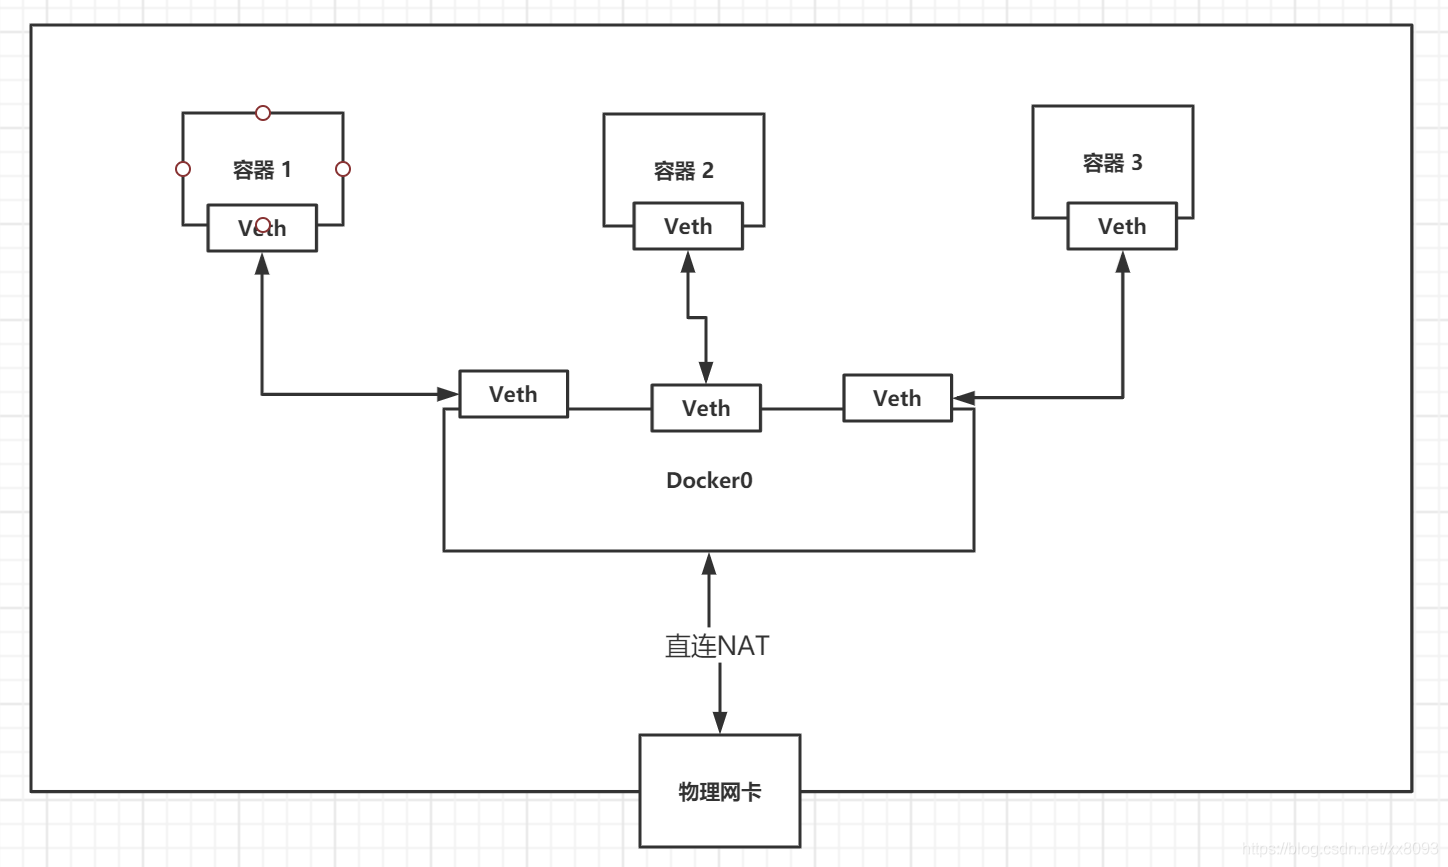 容器 1
容器 2
容器 3
Veth
Veth
Veth
Veth
Veth
Veth
Docker0
直连NAT
物理网卡
https://blog.csdn.net/zx8093